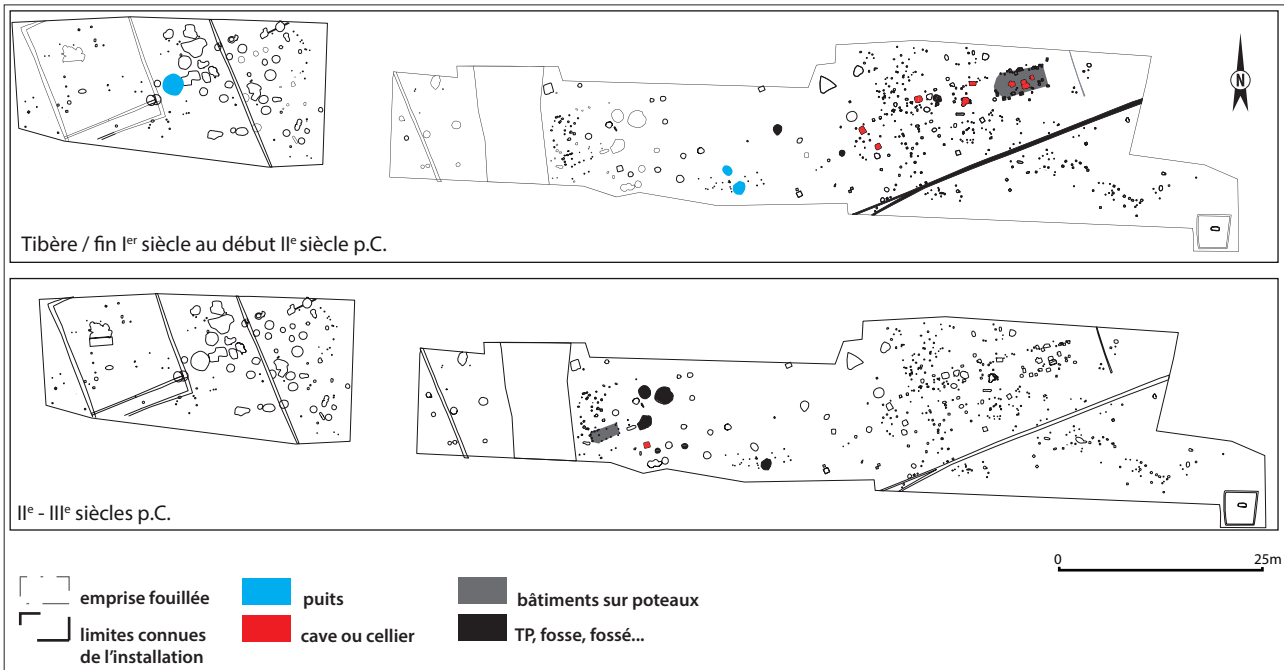 N
Tibère / fin Ier siècle au début IIe siècle p.C.
IIe - IIIe siècles p.C.
0 25m
emprise fouillée
puits
bâtiments sur poteaux
limites connues
de l'installation
cave ou cellier
TP, fosse, fossé...